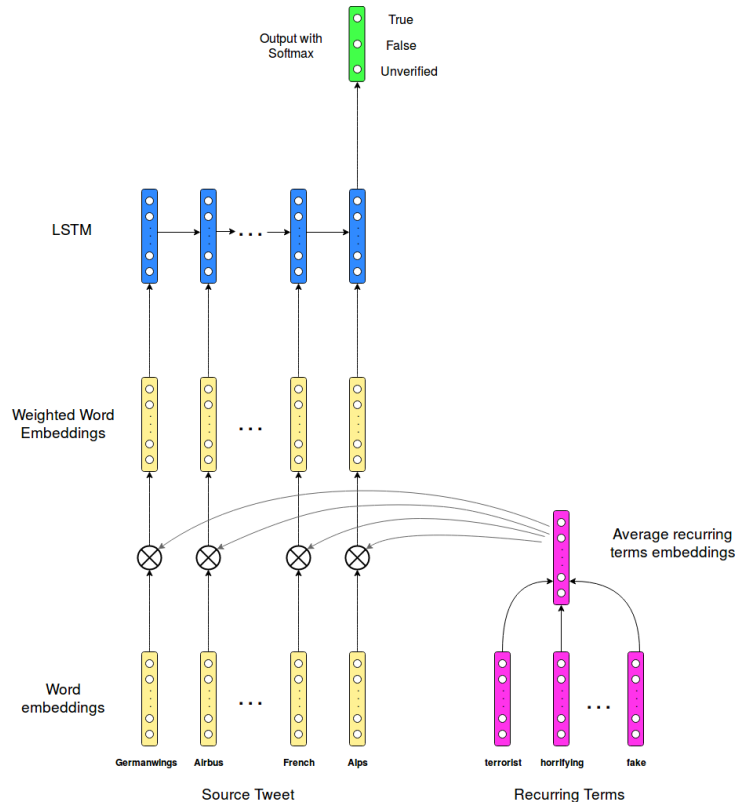 True
Output with
Softmax
False
Unverified
LSTM
. . .
Weighted Word
Embeddings
. . .
Average recurring
terms embeddings
Word
embeddings
. . .
. . .
Germanwings Airbus French Alps terrorist horrifying fake
Source Tweet Recurring Terms